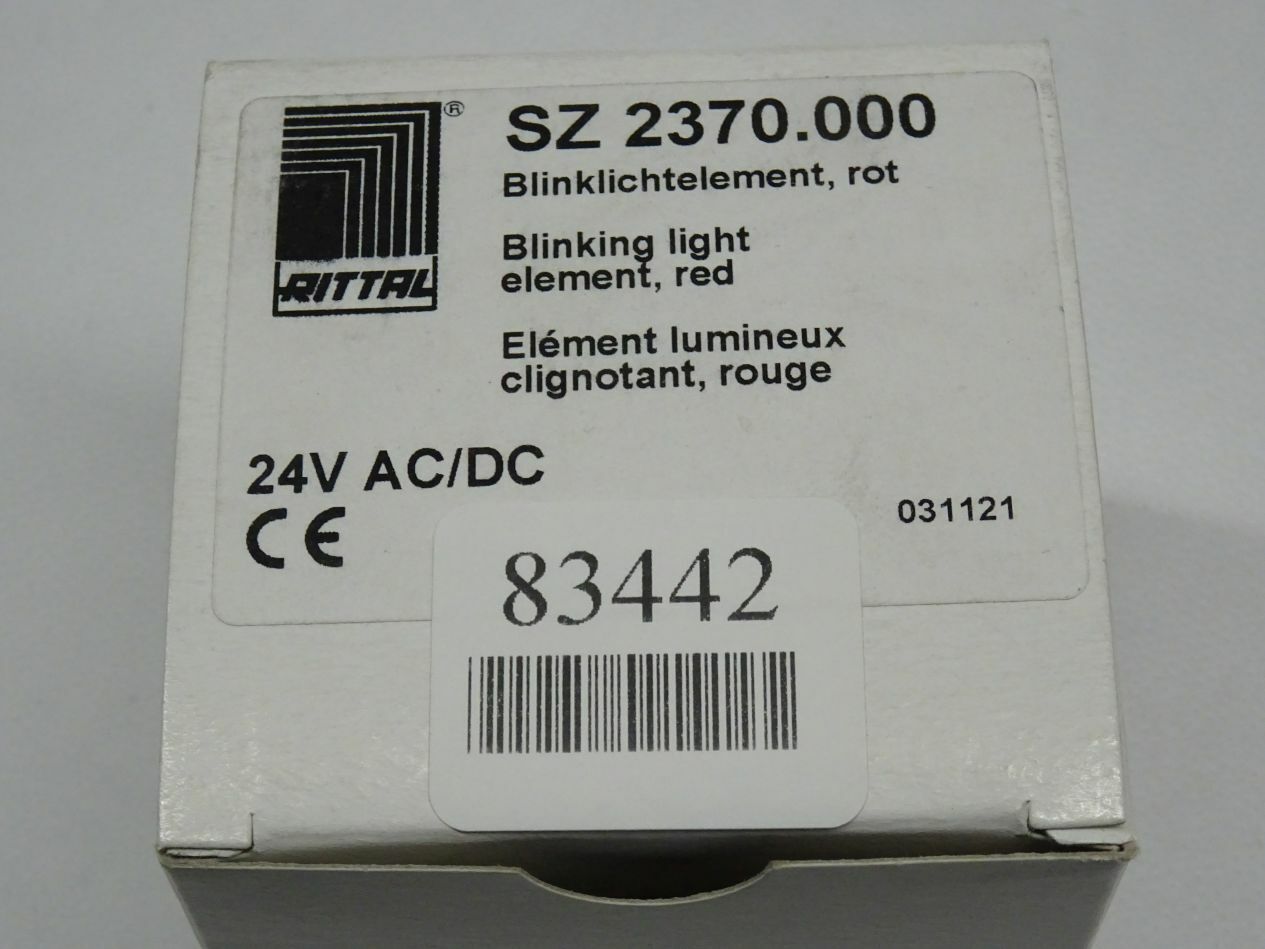 ®
SZ 2370.000
Blinklichtelement, rot
Blinking light
element, red
RITTAL
Elément lumineux
clignotant, rouge
24V AC/DC
CE
031121
83442